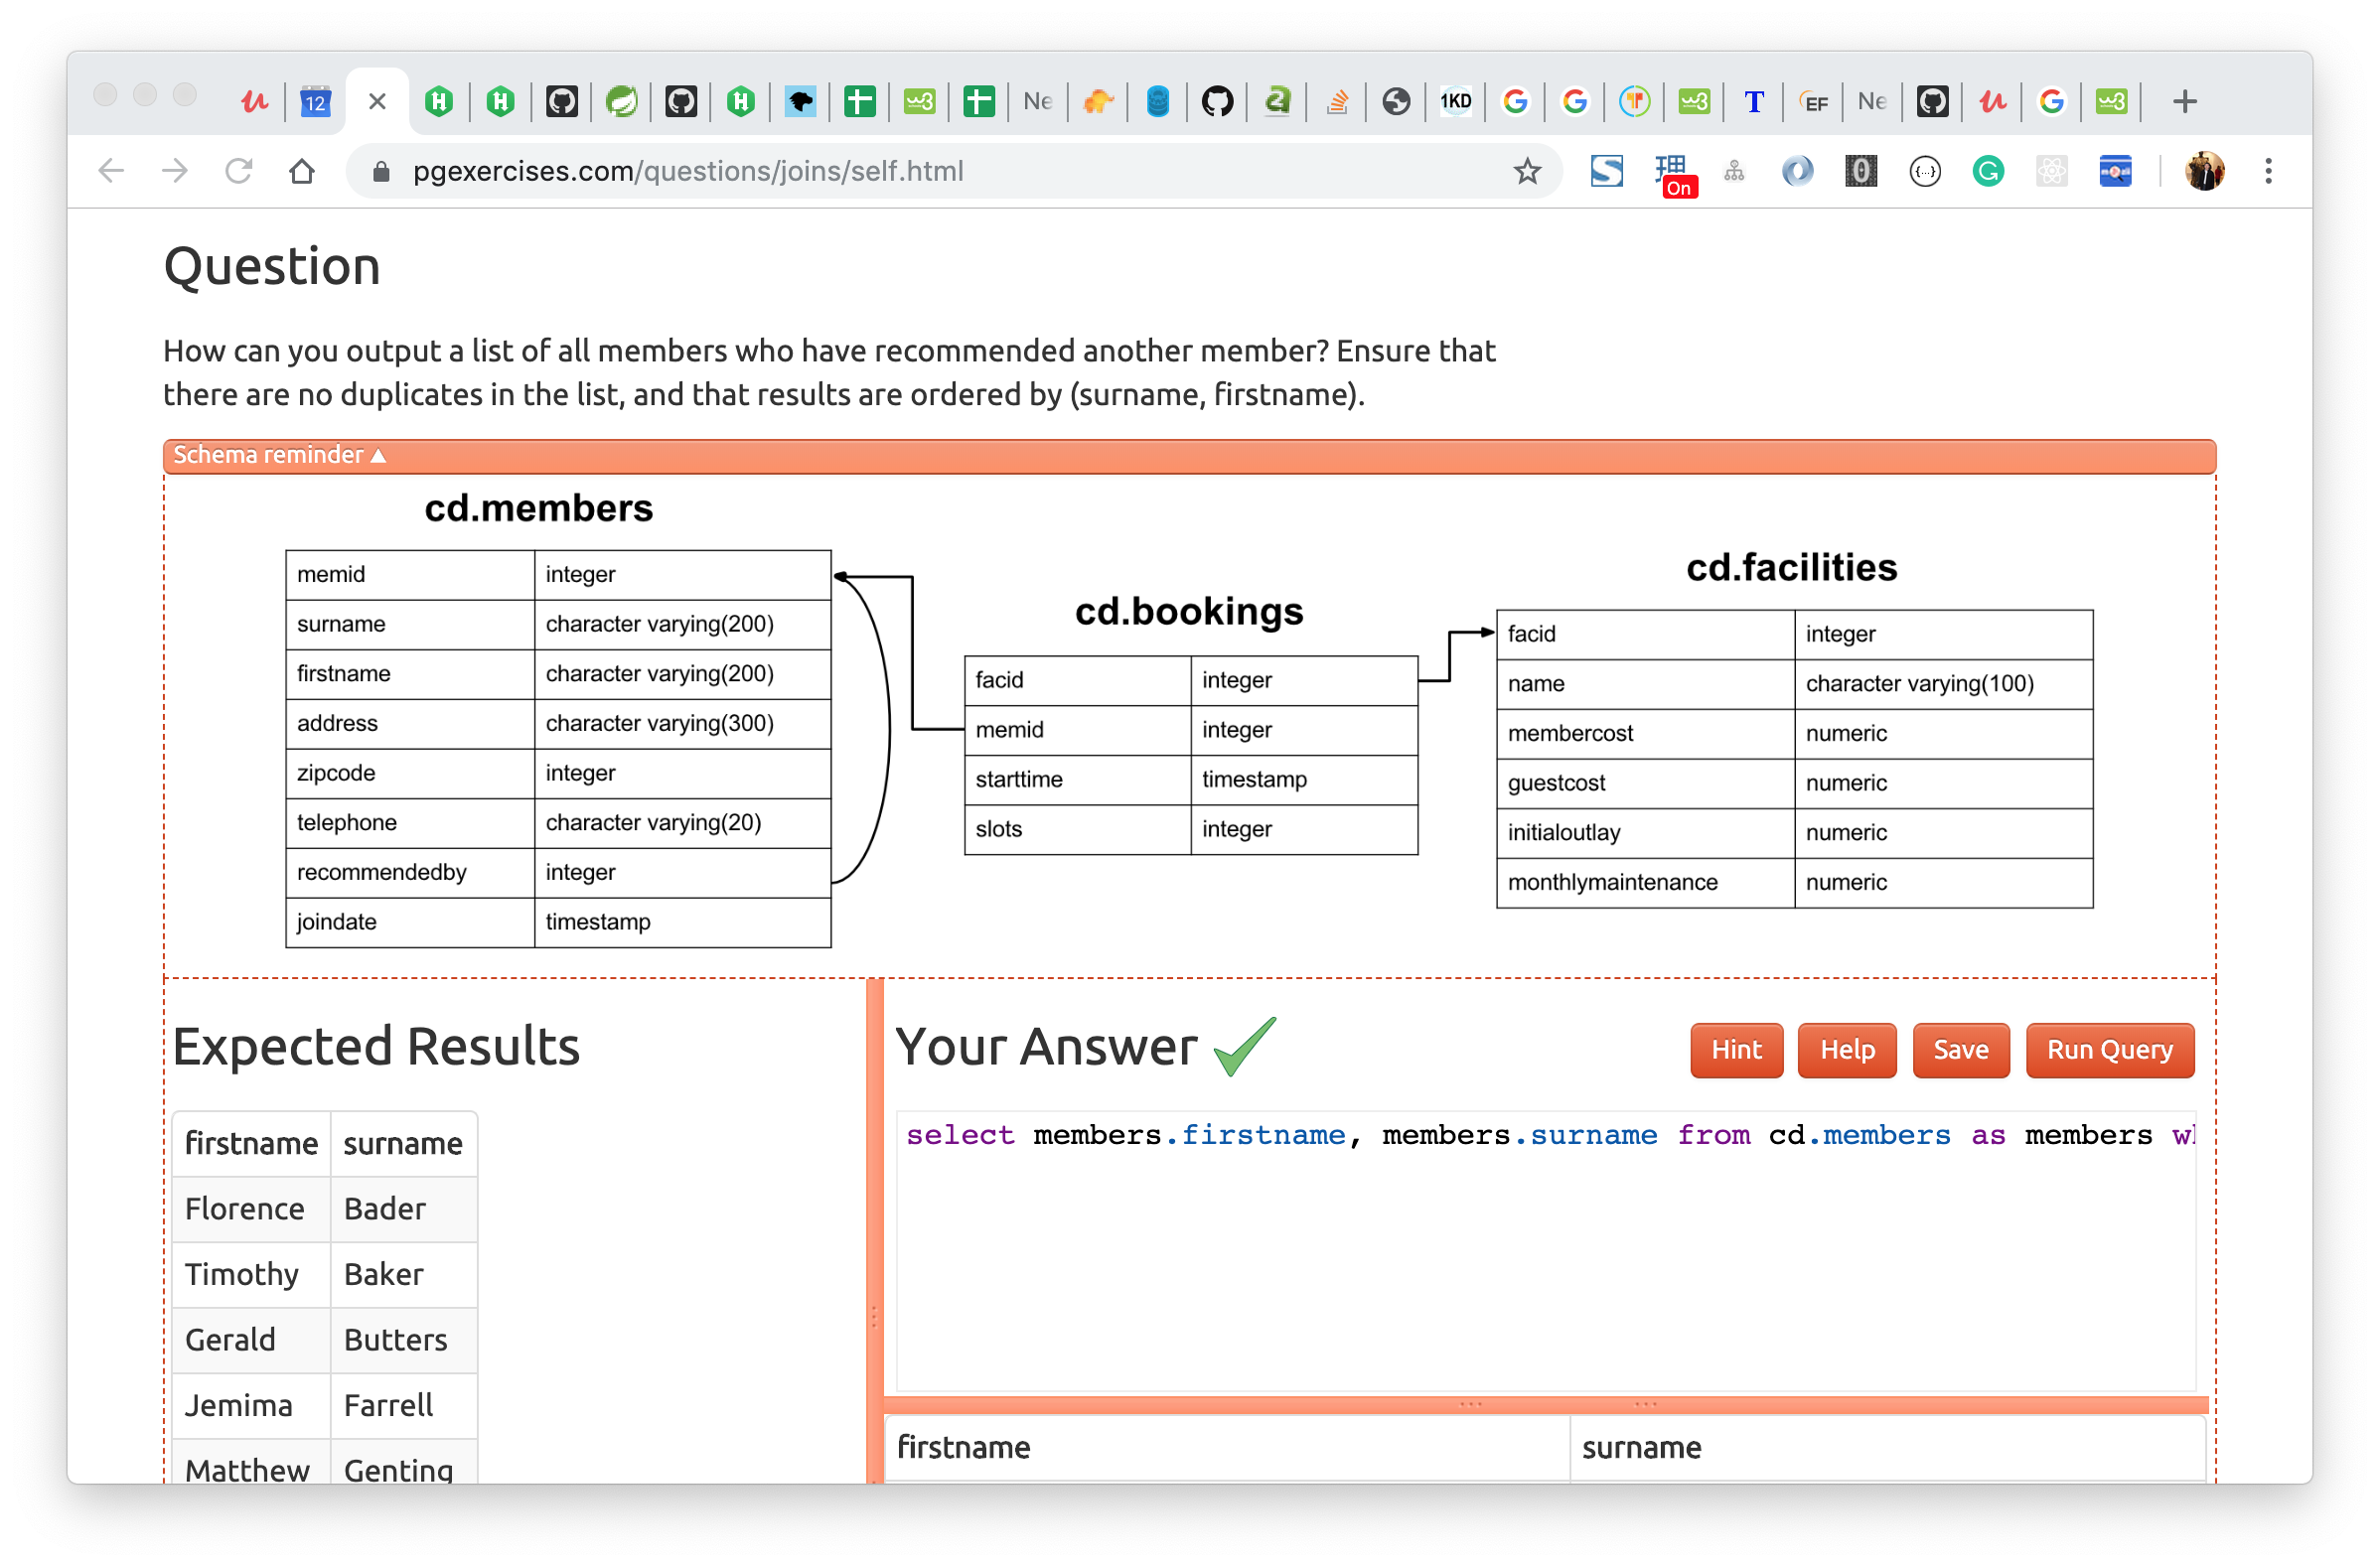 12
Ne
1KD
T
EF
Ne
pgexercises.com/questions/joins/self.html
On
Question
How can you output a list of all members who have recommended another member? Ensure that
there are no duplicates in the list, and that results are ordered by (surname, firstname).
Schema reminder
cd.members
memid integer
surname character varying(200)
firstname character varying(200)
address character varying(300)
zipcode integer
telephone character varying(20)
recommendedby integer
joindate timestamp
cd.bookings
facid integer
memid integer
starttime timestamp
slots integer
cd.facilities
facid integer
name character varying(100)
membercost numeric
guestcost numeric
initialoutlay numeric
monthlymaintenance numeric
Expected Results
firstname surname
Florence Bader
Timothy Baker
Gerald Butters
Jemima Farrell
Matthew Genting
Your Answer
Hint Help Save Run Query
select members.firstname, members.surname from cd.members as members
firstname surname